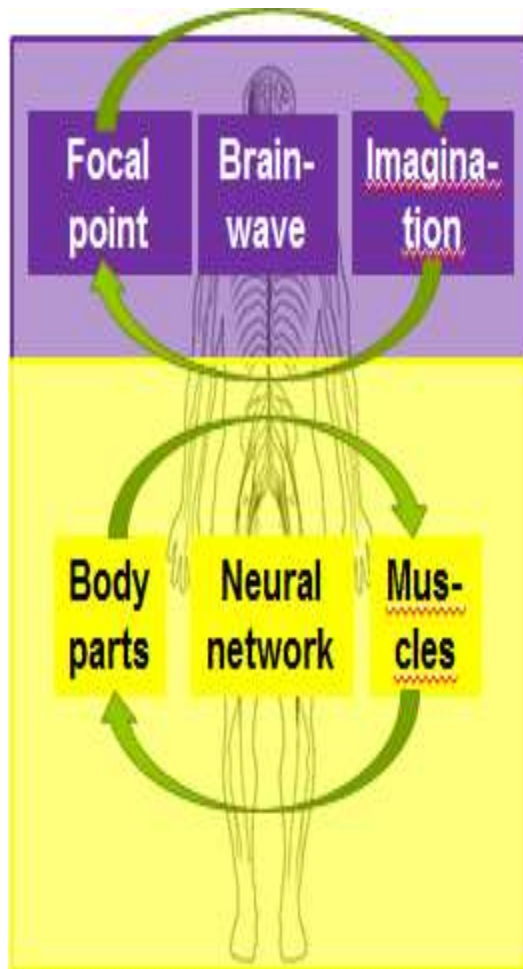 Focal
point
Brain-
wave
Imagina-
tion
Body
parts
Neural
network
Mus-
cles